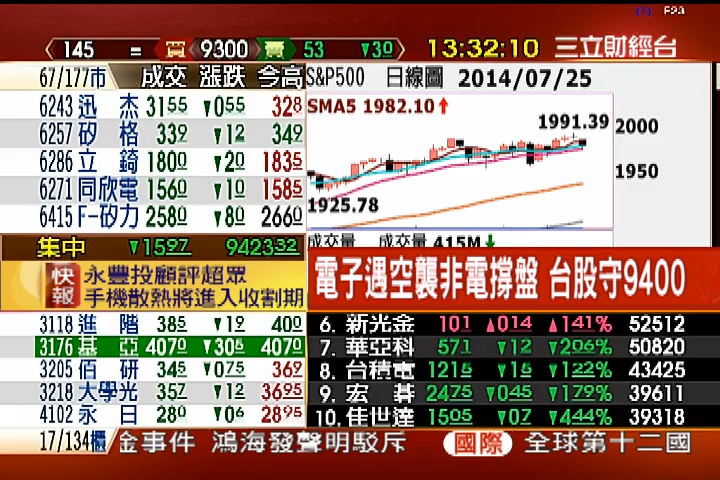 145 = 買 9300 賣 53 ▼30 13:32:10 三立財經台
67/177市 成交 漲跌 今高
6243 迅 杰 3155 ▼055 328
6257 矽 格 339 ▼12 349
6286 立 錡 1800 ▼20 1835
6271 同欣電 1560 ▼10 1585
6415 F-矽力 2580 ▼80 2660
集中 ▼1597 942332
快報
永豐投顧評超眾
手機散熱將進入收割期
3118 進 階 385 ▼19 400
3176 基 亞 4070 ▼305 4070
3205 佰 研 345 ▼075 369
3218 大學光 357 ▼12 3695
4102 永 日 280 ▼06 2895
S&P500 日線圖 2014/07/25
SMA5 1982.10
1991.39
2000
1950
1925.78
成交量 成交量 415M
電子遇空襲非電撐盤 台股守9400
6. 新光金 101 ▲014 ▲141% 52512
7. 華亞科 571 ▼12 ▼206% 50820
8. 台積電 1215 ▼15 ▼122% 43425
9. 宏 碁 2475 ▼045 ▼179% 39611
10. 佳世達 1505 ▼07 ▼444% 39318
17/134櫃 金事件 鴻海發聲明駁斥 國際 全球第十二國